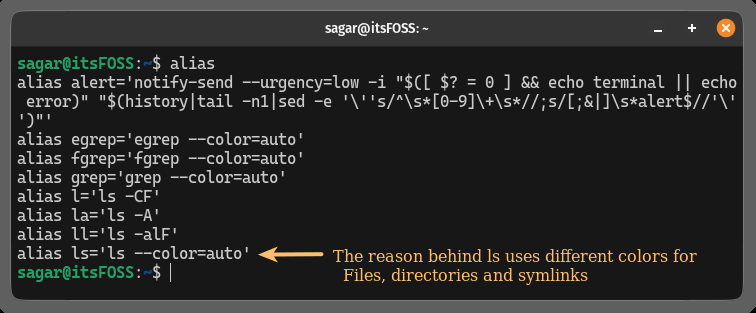 sagar@itsFOSS: ~
sagar@itsFOSS:~$ alias
alias alert='notify-send --urgency=low -i "$([ $? = 0 ] && echo terminal || echo
 error)" "$(history|tail -n1|sed -e '\''s/^\s*[0-9]\+\s*//;s/[;&|]\s*alert$//'\'
')"'
alias egrep='egrep --color=auto'
alias fgrep='fgrep --color=auto'
alias grep='grep --color=auto'
alias l='ls -CF'
alias la='ls -A'
alias ll='ls -alF'
alias ls='ls --color=auto'
The reason behind ls uses different colors for
Files, directories and symlinks
sagar@itsFOSS:~$